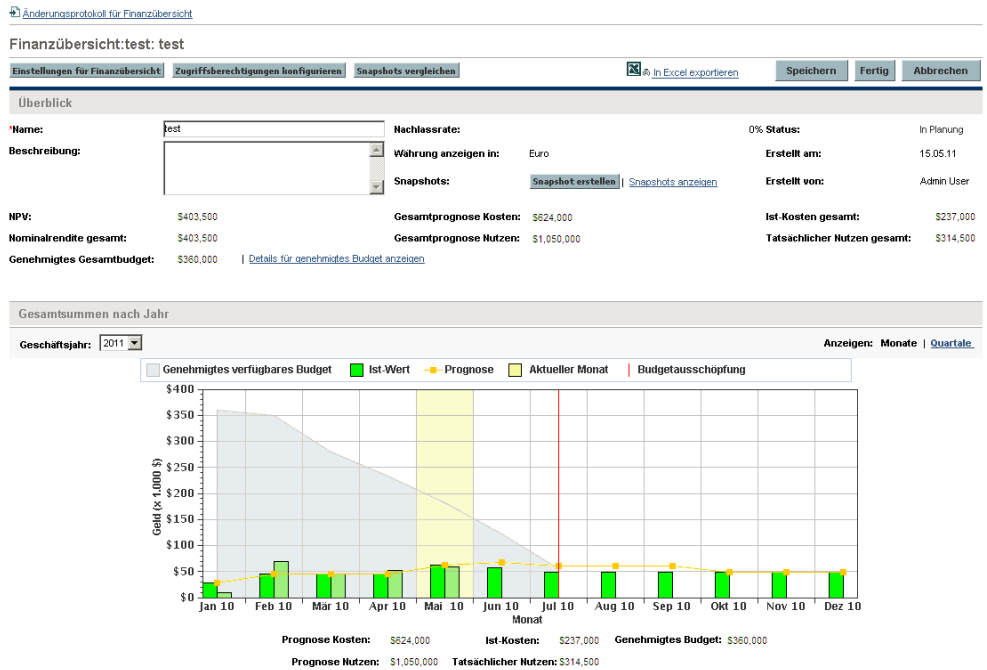 Änderungsprotokoll für Finanzübersicht
Finanzübersicht:test: test
Einstellungen für Finanzübersicht Zugriffsberechtigungen konfigurieren Snapshots vergleichen In Excel exportieren Speichern Fertig Abbrechen
Überblick
*Name: test Nachlassrate: 0% Status: In Planung
Beschreibung: Währung anzeigen in: Euro Erstellt am: 15.05.11
Snapshots: Snapshot erstellen | Snapshots anzeigen Erstellt von: Admin User
NPV: $403,500 Gesamtprognose Kosten: $624,000 Ist-Kosten gesamt: $237,000
Nominalrendite gesamt: $403,500 Gesamtprognose Nutzen: $1,050,000 Tatsächlicher Nutzen gesamt: $314,500
Genehmigtes Gesamtbudget: $360,000 | Details für genehmigtes Budget anzeigen
Gesamtsummen nach Jahr
Geschäftsjahr: 2011 Anzeigen: Monate | Quartale
Genehmigtes verfügbares Budget Ist-Wert Prognose Aktueller Monat Budgetausschöpfung
$400
$350
$300
$250
$200
$150
$100
$50
$0
Geld (x 1.000 $)
Jan 10 Feb 10 Mär 10 Apr 10 Mai 10 Jun 10 Jul 10 Aug 10 Sep 10 Okt 10 Nov 10 Dez 10
Monat
Prognose Kosten: $624,000 Ist-Kosten: $237,000 Genehmigtes Budget: $360,000
Prognose Nutzen: $1,050,000 Tatsächlicher Nutzen: $314,500